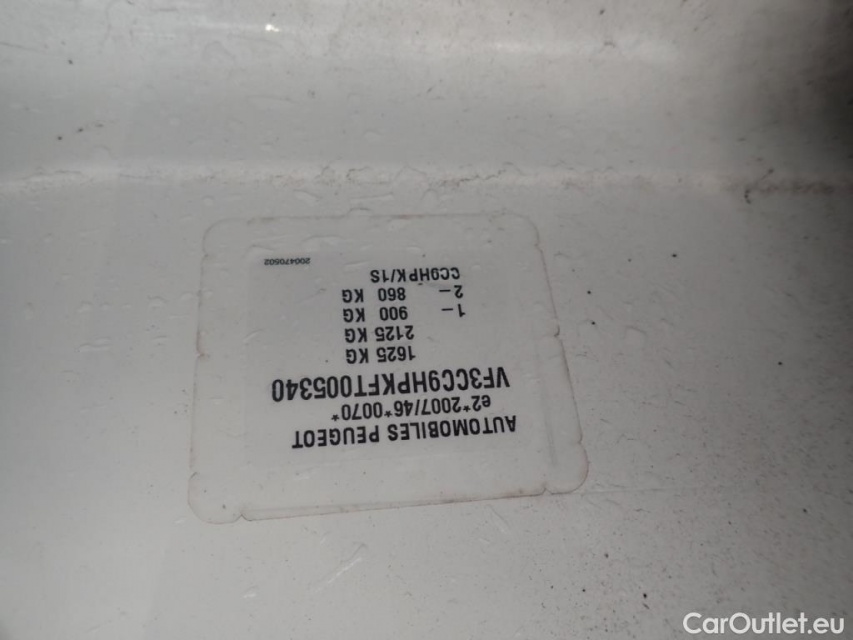 AUTOMOBILES PEUGEOT
e2*2007/46*0070*
VF3CC9HPKFT005340
1625 KG
2125 KG
1– 900 KG
2– 860 KG
CC9HPK/1S
200470502
CarOutlet.eu